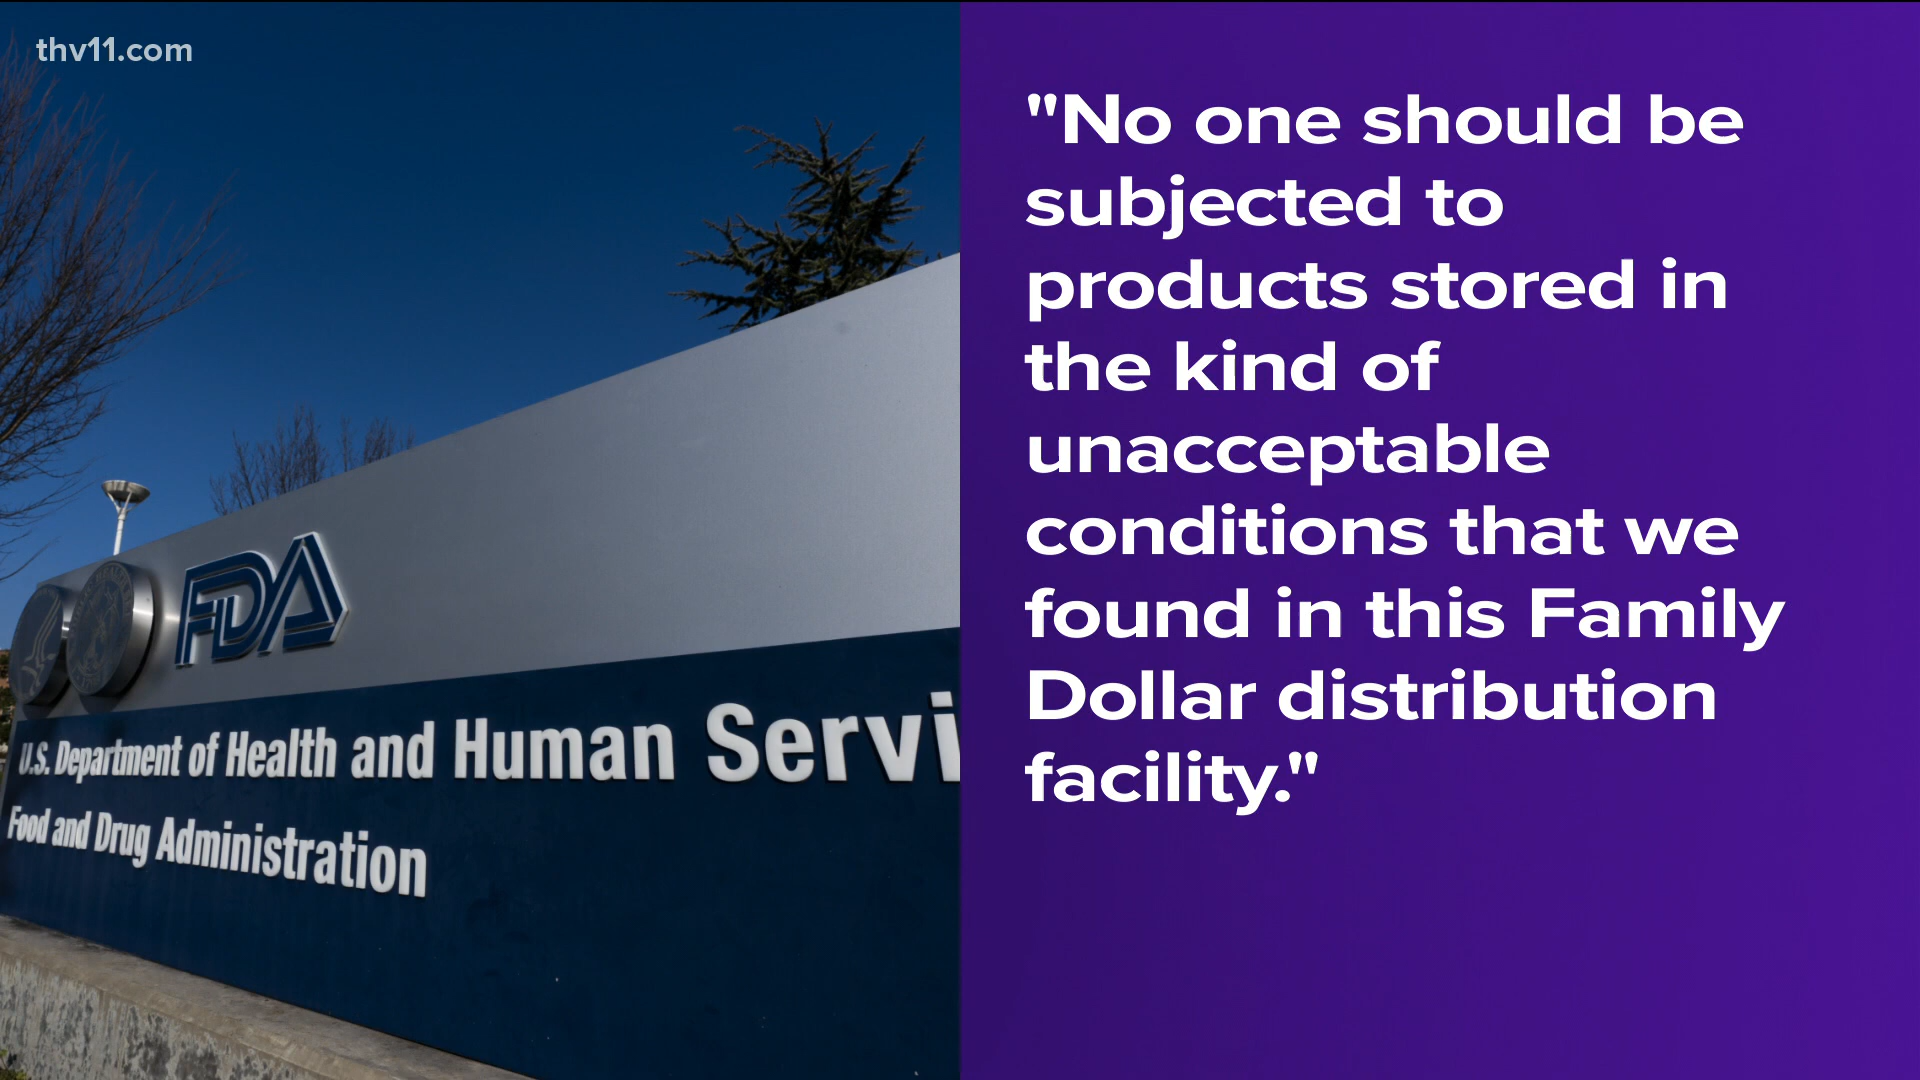 thv11.com
FDA
U.S. Department of Health and Human Servi
Food and Drug Administration
"No one should be
subjected to
products stored in
the kind of
unacceptable
conditions that we
found in this Family
Dollar distribution
facility."